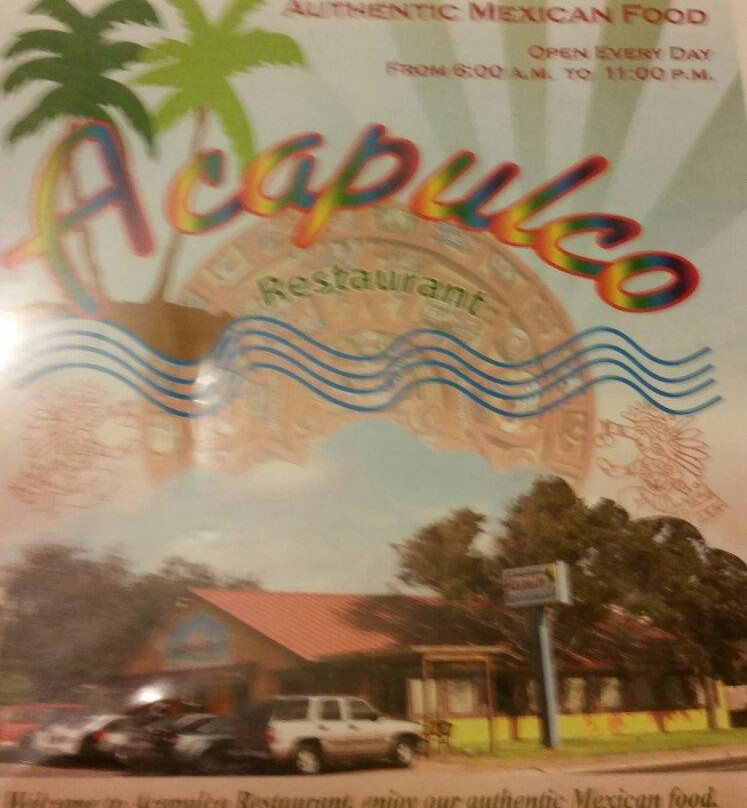 AUTHENTIC MEXICAN FOOD
OPEN EVERY DAY
FROM 6:00 A.M. TO 11:00 P.M.
Acapulco
Restaurant
Welcome to Acapulco Restaurant, enjoy our authentic Mexican food,